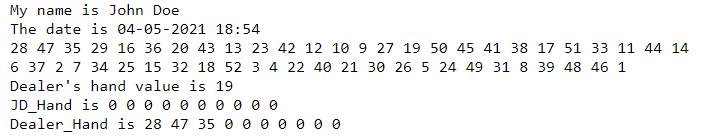 My name is John Doe
The date is 04-05-2021 18:54
28 47 35 29 16 36 20 43 13 23 42 12 10 9 27 19 50 45 41 38 17 51 33 11 44 14
6 37 2 7 34 25 15 32 18 52 3 4 22 40 21 30 26 5 24 49 31 8 39 48 46 1
Dealer's hand value is 19
JD_Hand is 0 0 0 0 0 0 0 0 0 0
Dealer_Hand is 28 47 35 0 0 0 0 0 0 0